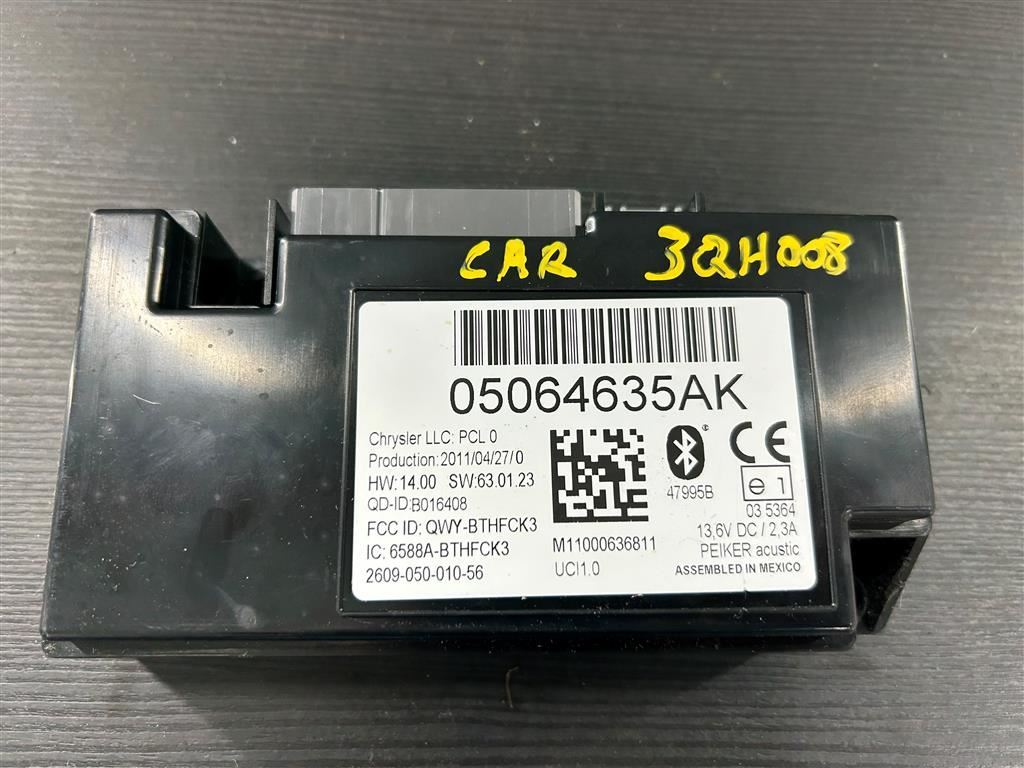 CAR 3QH008
05064635AK
Chrysler LLC: PCL 0
Production: 2011/04/27/0
HW: 14.00 SW: 63.01.23
QD-ID: B016408
FCC ID: QWY-BTHFCK3
IC: 6588A-BTHFCK3
2609-050-010-56
M11000636811
UCI1.0
47995B
CE
e 1
03 5364
13,6V DC / 2,3A
PEIKER acustic
ASSEMBLED IN MEXICO